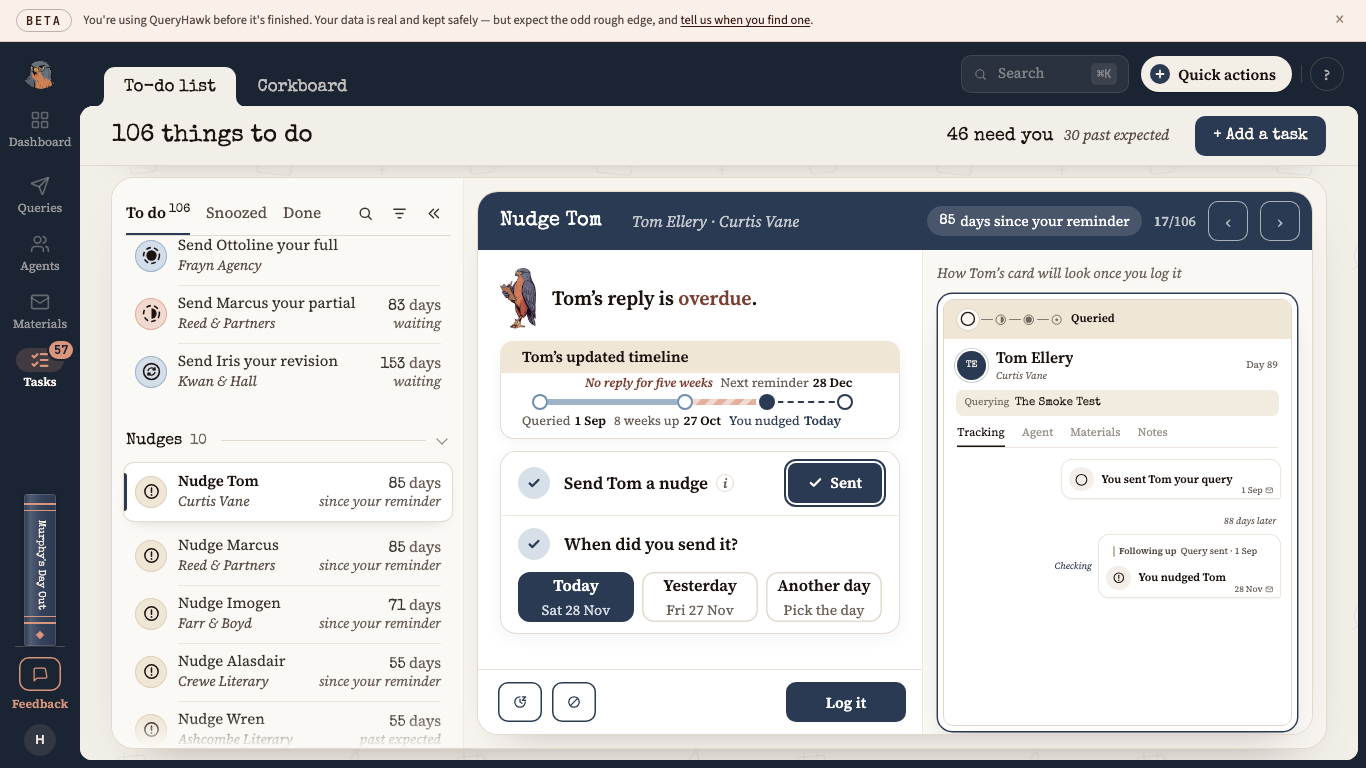 BETA
You're using QueryHawk before it's finished. Your data is real and kept safely — but expect the odd rough edge, and tell us when you find one.
×
To-do list
Corkboard
Search
⌘K
+ Quick actions
?
Dashboard
Queries
Agents
Materials
57
Tasks
Murphy's Day Out
Feedback
H
106 things to do
46 need you
30 past expected
+ Add a task
To do 106
Snoozed
Done
Send Ottoline your full
Frayn Agency
Send Marcus your partial
83 days
Reed & Partners
waiting
Send Iris your revision
153 days
Kwan & Hall
waiting
Nudges 10
Nudge Tom
85 days
Curtis Vane
since your reminder
Nudge Marcus
85 days
Reed & Partners
since your reminder
Nudge Imogen
71 days
Farr & Boyd
since your reminder
Nudge Alasdair
55 days
Crewe Literary
since your reminder
Nudge Wren
55 days
Ashcombe Literary
past expected
Nudge Tom
Tom Ellery · Curtis Vane
85 days since your reminder
17/106
‹
›
Tom's reply is overdue.
Tom's updated timeline
No reply for five weeks
Next reminder 28 Dec
Queried 1 Sep
8 weeks up 27 Oct
You nudged Today
Send Tom a nudge
i
Sent
When did you send it?
Today
Sat 28 Nov
Yesterday
Fri 27 Nov
Another day
Pick the day
Log it
How Tom's card will look once you log it
Queried
TE
Tom Ellery
Curtis Vane
Day 89
Querying The Smoke Test
Tracking
Agent
Materials
Notes
You sent Tom your query
1 Sep
88 days later
Checking
Following up Query sent · 1 Sep
You nudged Tom
28 Nov